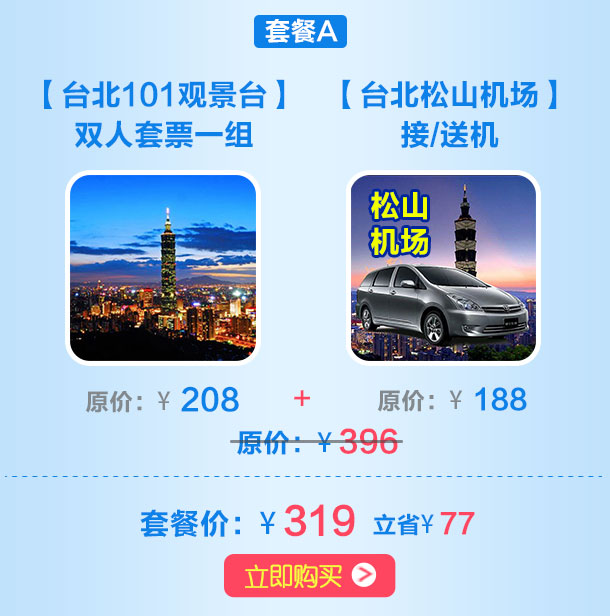 套餐A
【台北101观景台】
双人套票一组
【台北松山机场】
接/送机
松山
机场
原价：¥ 208
+
原价：¥ 188
原价：¥ 396
套餐价：¥ 319 立省¥ 77
立即购买